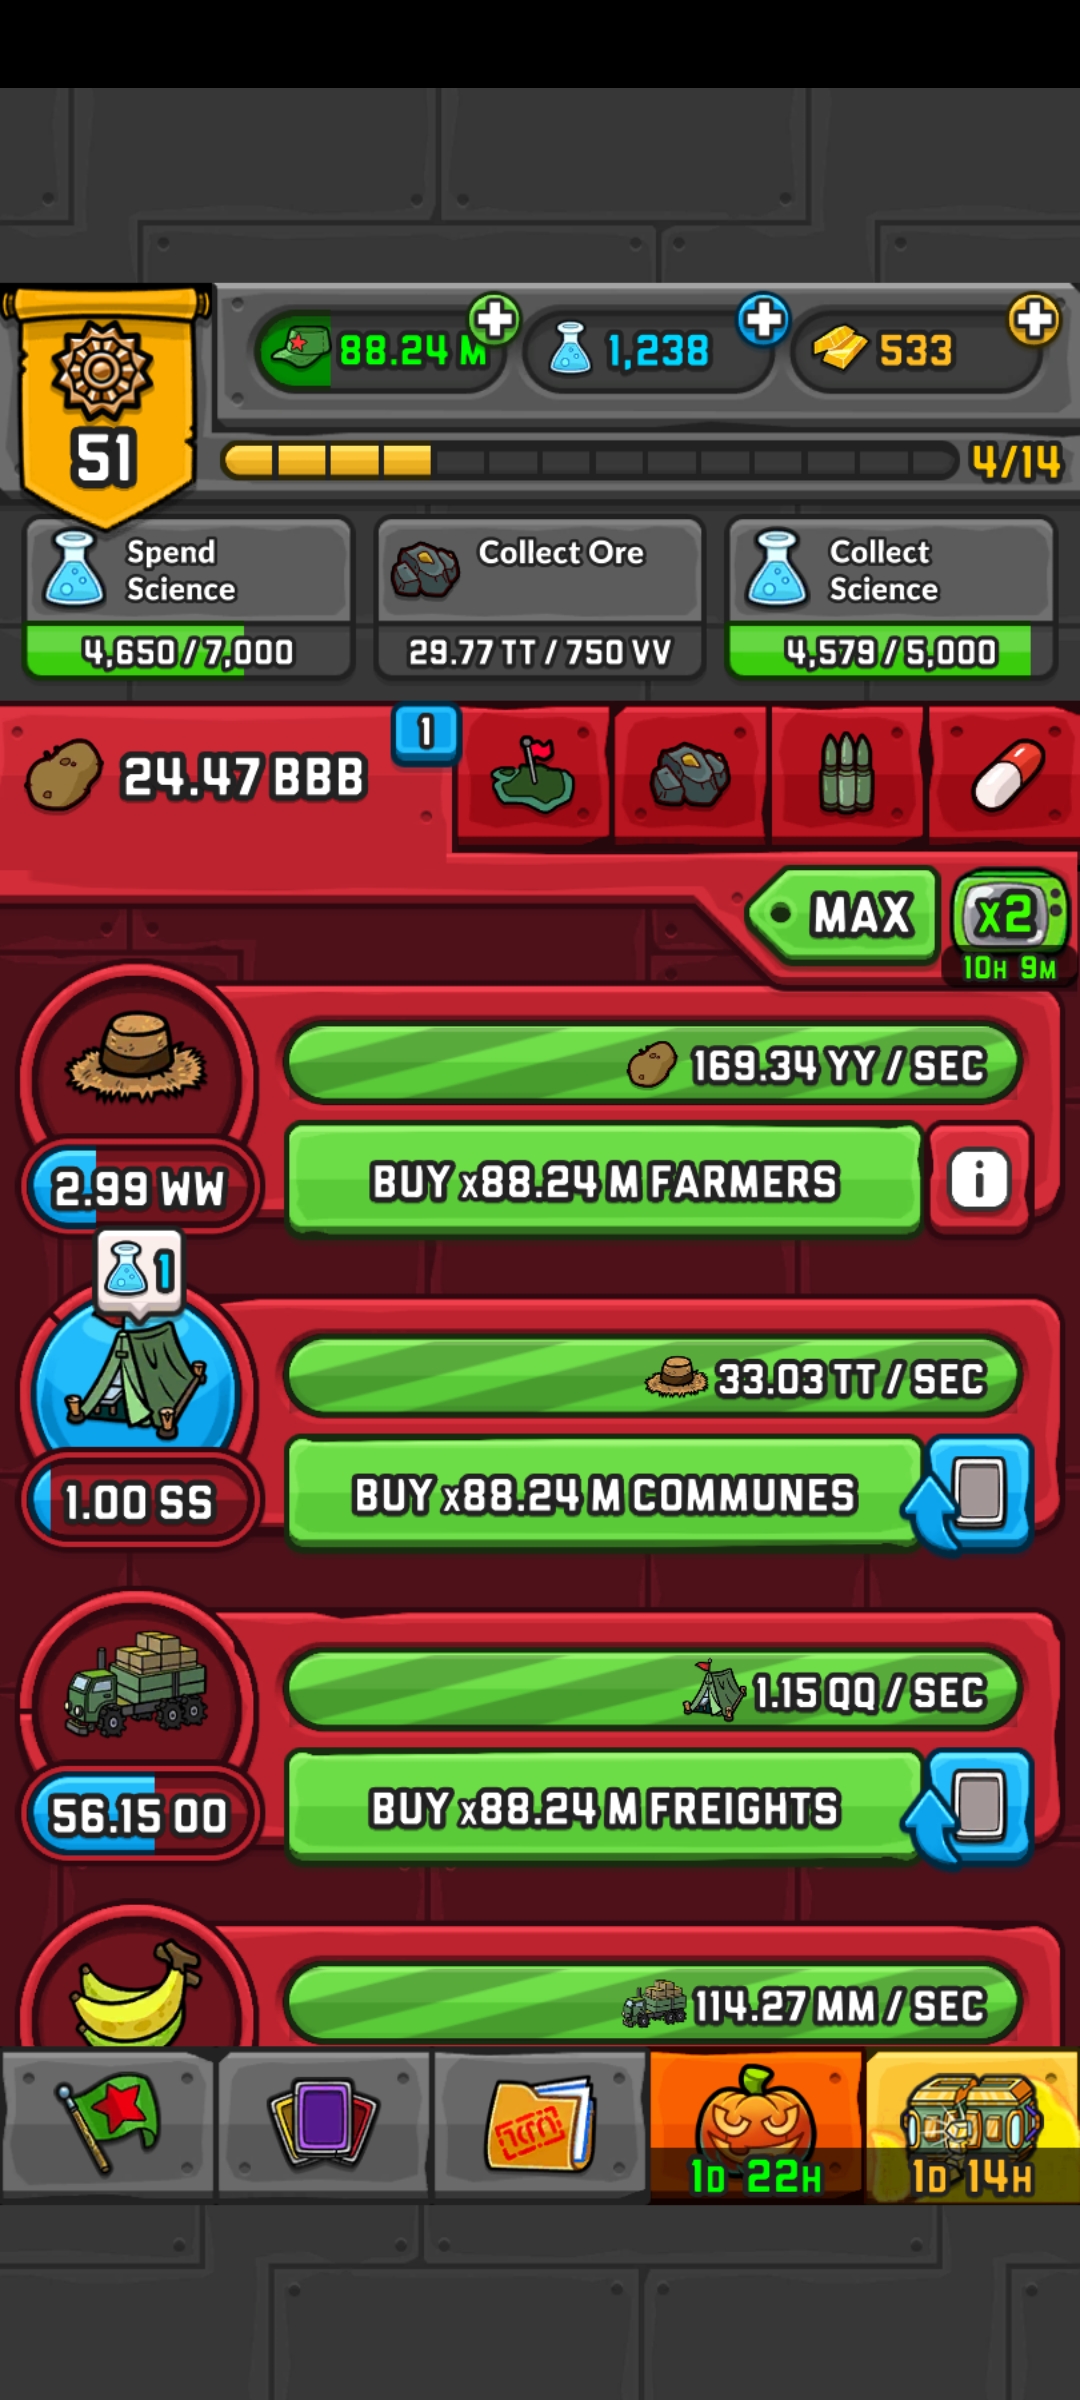 88.24 M
1,238
533
51
4/14
Spend
Science
4,650/7,000
Collect Ore
29.77 TT/750 VV
Collect
Science
4,579/5,000
24.47 BBB
1
MAX
x2
10H 9M
169.34 YY/SEC
2.99 WW
BUY x88.24 M FARMERS
i
1
33.03 TT/SEC
1.00 SS
BUY x88.24 M COMMUNES
1.15 QQ/SEC
56.15 OO
BUY x88.24 M FREIGHTS
114.27 MM/SEC
1D 22H
1D 14H